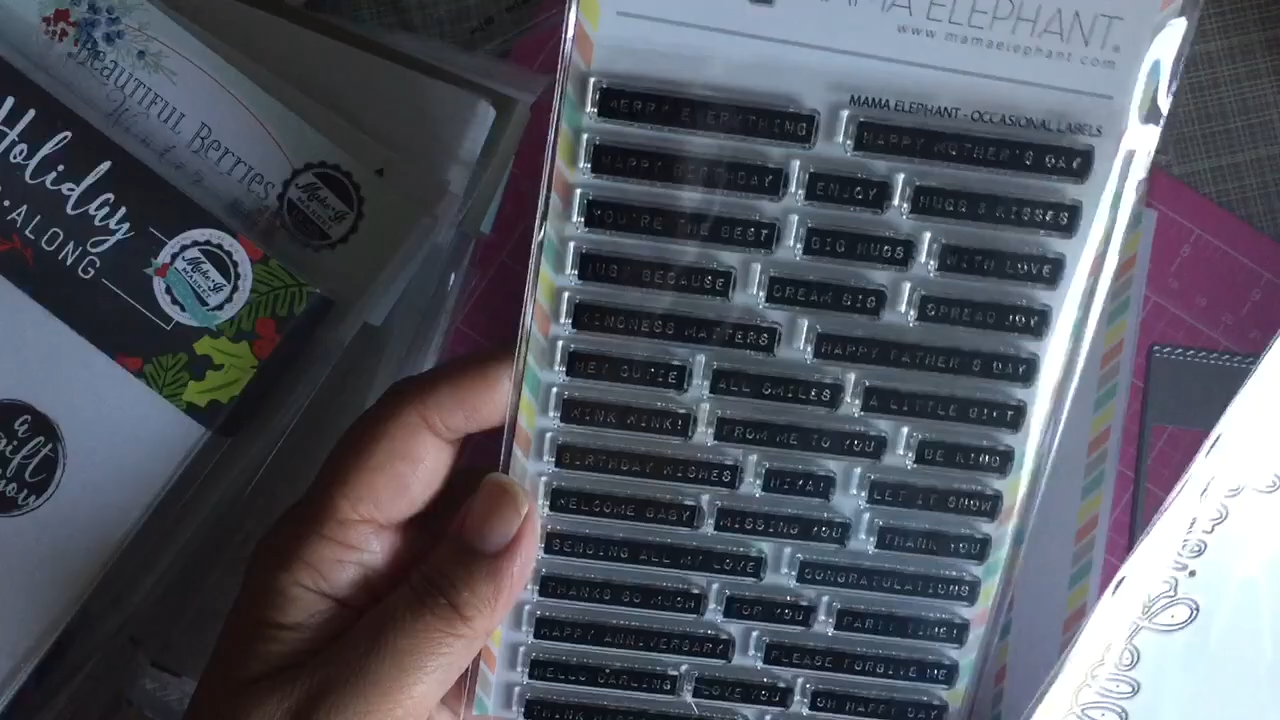 MAMA ELEPHANT
www.mamaelephant.com
MAMA ELEPHANT - OCCASIONAL LABELS
MERRY EVERYTHING
HAPPY MOTHER'S DAY
HAPPY BIRTHDAY
ENJOY
HUGS & KISSES
YOU'RE THE BEST
BIG HUGS
WITH LOVE
JUST BECAUSE
DREAM BIG
SPREAD JOY
KINDNESS MATTERS
HAPPY FATHER'S DAY
HEY CUTIE
ALL SMILES
A LITTLE GIFT
WINK WINK!
FROM ME TO YOU
BE KIND
BIRTHDAY WISHES
HIYA!
LET IT SNOW
WELCOME BABY
MISSING YOU
THANK YOU
SENDING ALL MY LOVE
CONGRATULATIONS
THANKS SO MUCH
FOR YOU
PARTY TIME!
HAPPY ANNIVERSARY
PLEASE FORGIVE ME
HELLO DARLING
LOVE YOU
OH HAPPY DAY
THINK
Beautiful Berries
Make It
MARKET
Holiday
ALONG
Make It
MARKET
a
gift